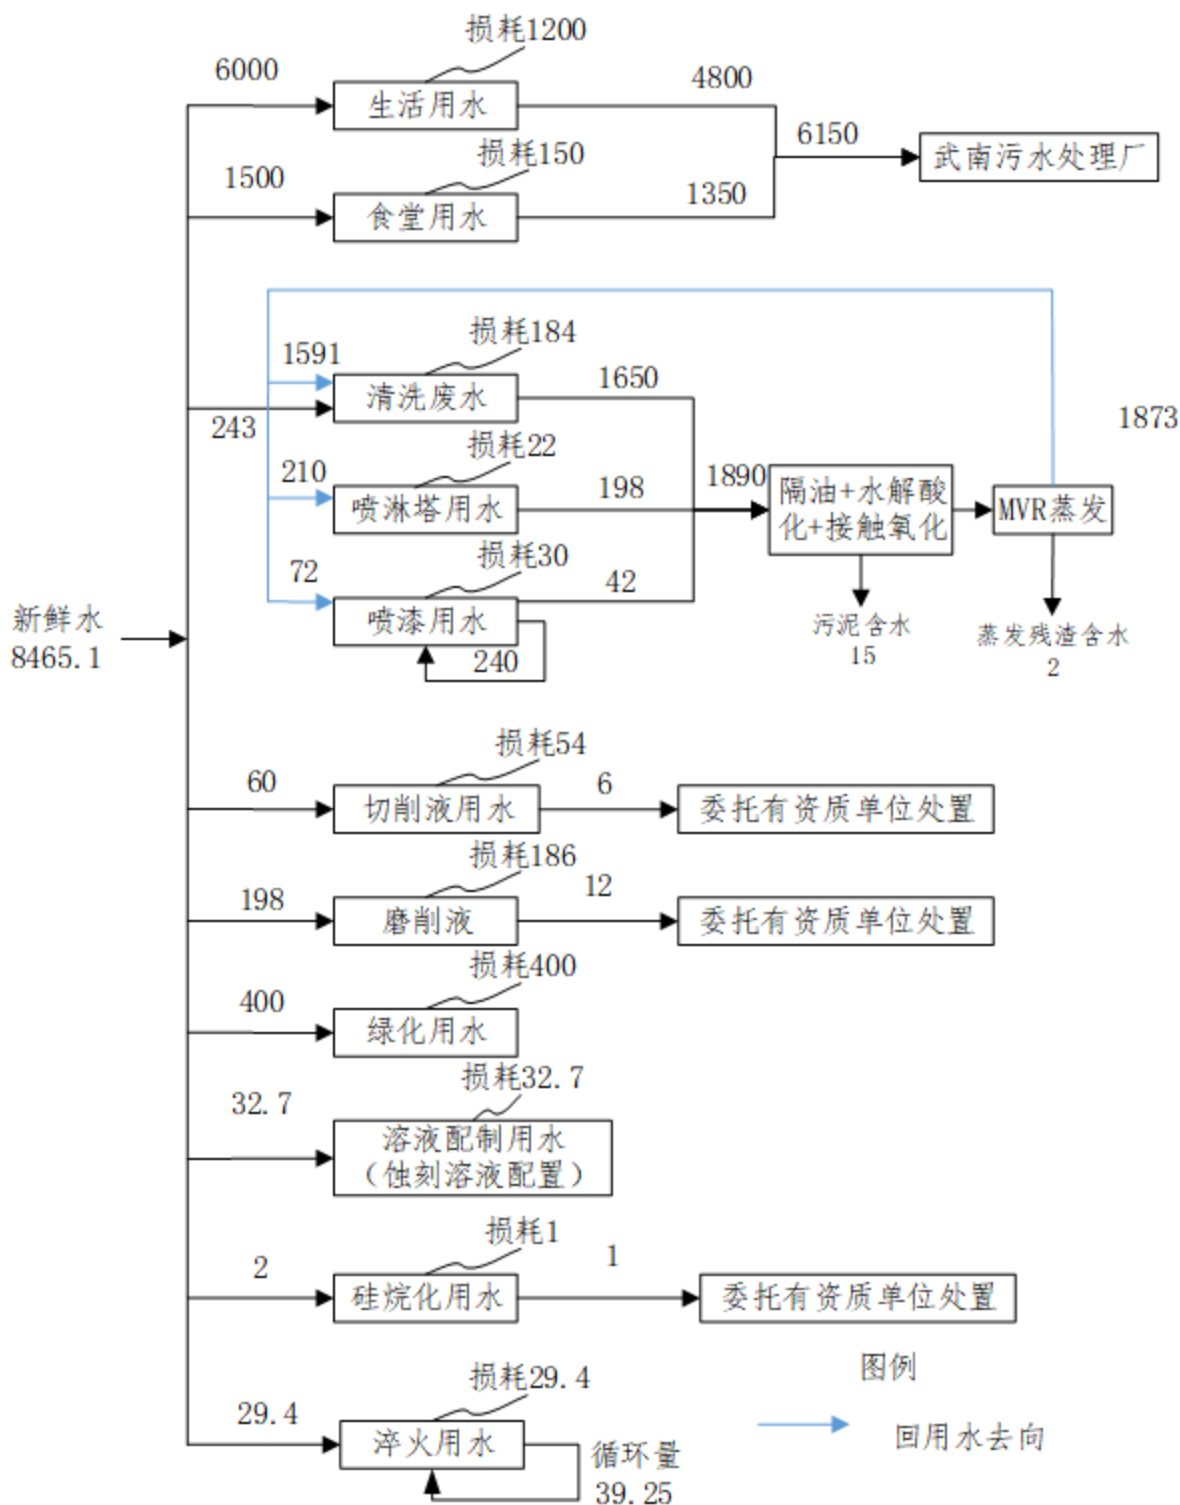 损耗1200
6000
生活用水
4800
6150
武南污水处理厂
损耗150
1500
食堂用水
1350
损耗184
1591
清洗废水
1650
243
1873
损耗22
210
喷淋塔用水
198
1890
隔油+水解酸
化+接触氧化
MVR蒸发
损耗30
72
喷漆用水
42
240
污泥含水
15
蒸发残渣含水
2
新鲜水
8465.1
损耗54
60
切削液用水
6
委托有资质单位处置
损耗186
198
磨削液
12
委托有资质单位处置
损耗400
400
绿化用水
损耗32.7
32.7
溶液配制用水
（蚀刻溶液配置）
损耗1
2
硅烷化用水
1
委托有资质单位处置
图例
回用水去向
损耗29.4
29.4
淬火用水
循环量
39.25